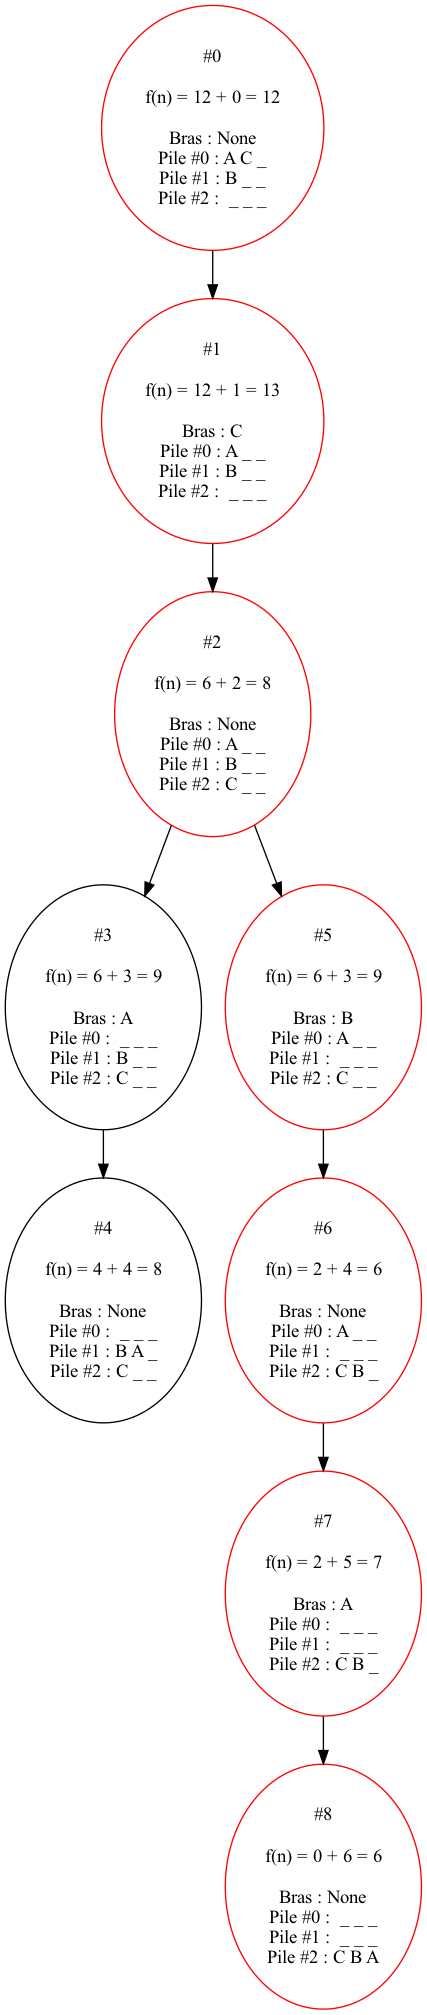 #0
f(n) = 12 + 0 = 12
Bras : None
Pile #0 : A C _
Pile #1 : B _ _
Pile #2 : _ _ _
#1
f(n) = 12 + 1 = 13
Bras : C
Pile #0 : A _ _
Pile #1 : B _ _
Pile #2 : _ _ _
#2
f(n) = 6 + 2 = 8
Bras : None
Pile #0 : A _ _
Pile #1 : B _ _
Pile #2 : C _ _
#3
f(n) = 6 + 3 = 9
Bras : A
Pile #0 : _ _ _
Pile #1 : B _ _
Pile #2 : C _ _
#5
f(n) = 6 + 3 = 9
Bras : B
Pile #0 : A _ _
Pile #1 : _ _ _
Pile #2 : C _ _
#4
f(n) = 4 + 4 = 8
Bras : None
Pile #0 : _ _ _
Pile #1 : B A _
Pile #2 : C _ _
#6
f(n) = 2 + 4 = 6
Bras : None
Pile #0 : A _ _
Pile #1 : _ _ _
Pile #2 : C B _
#7
f(n) = 2 + 5 = 7
Bras : A
Pile #0 : _ _ _
Pile #1 : _ _ _
Pile #2 : C B _
#8
f(n) = 0 + 6 = 6
Bras : None
Pile #0 : _ _ _
Pile #1 : _ _ _
Pile #2 : C B A